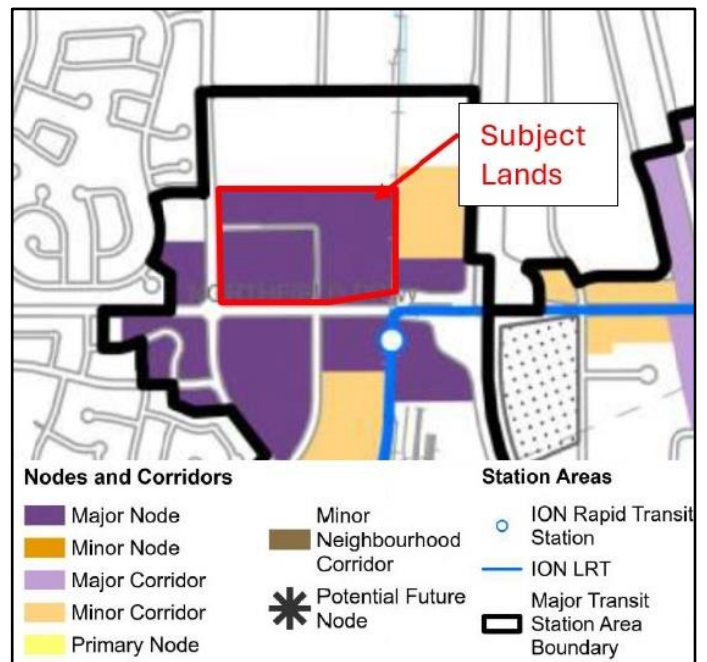 Subject
Lands
Nodes and Corridors
Major Node
Minor Node
Major Corridor
Minor Corridor
Primary Node
Minor
Neighbourhood
Corridor
Potential Future
Node
Station Areas
ION Rapid Transit
Station
ION LRT
Major Transit
Station Area
Boundary